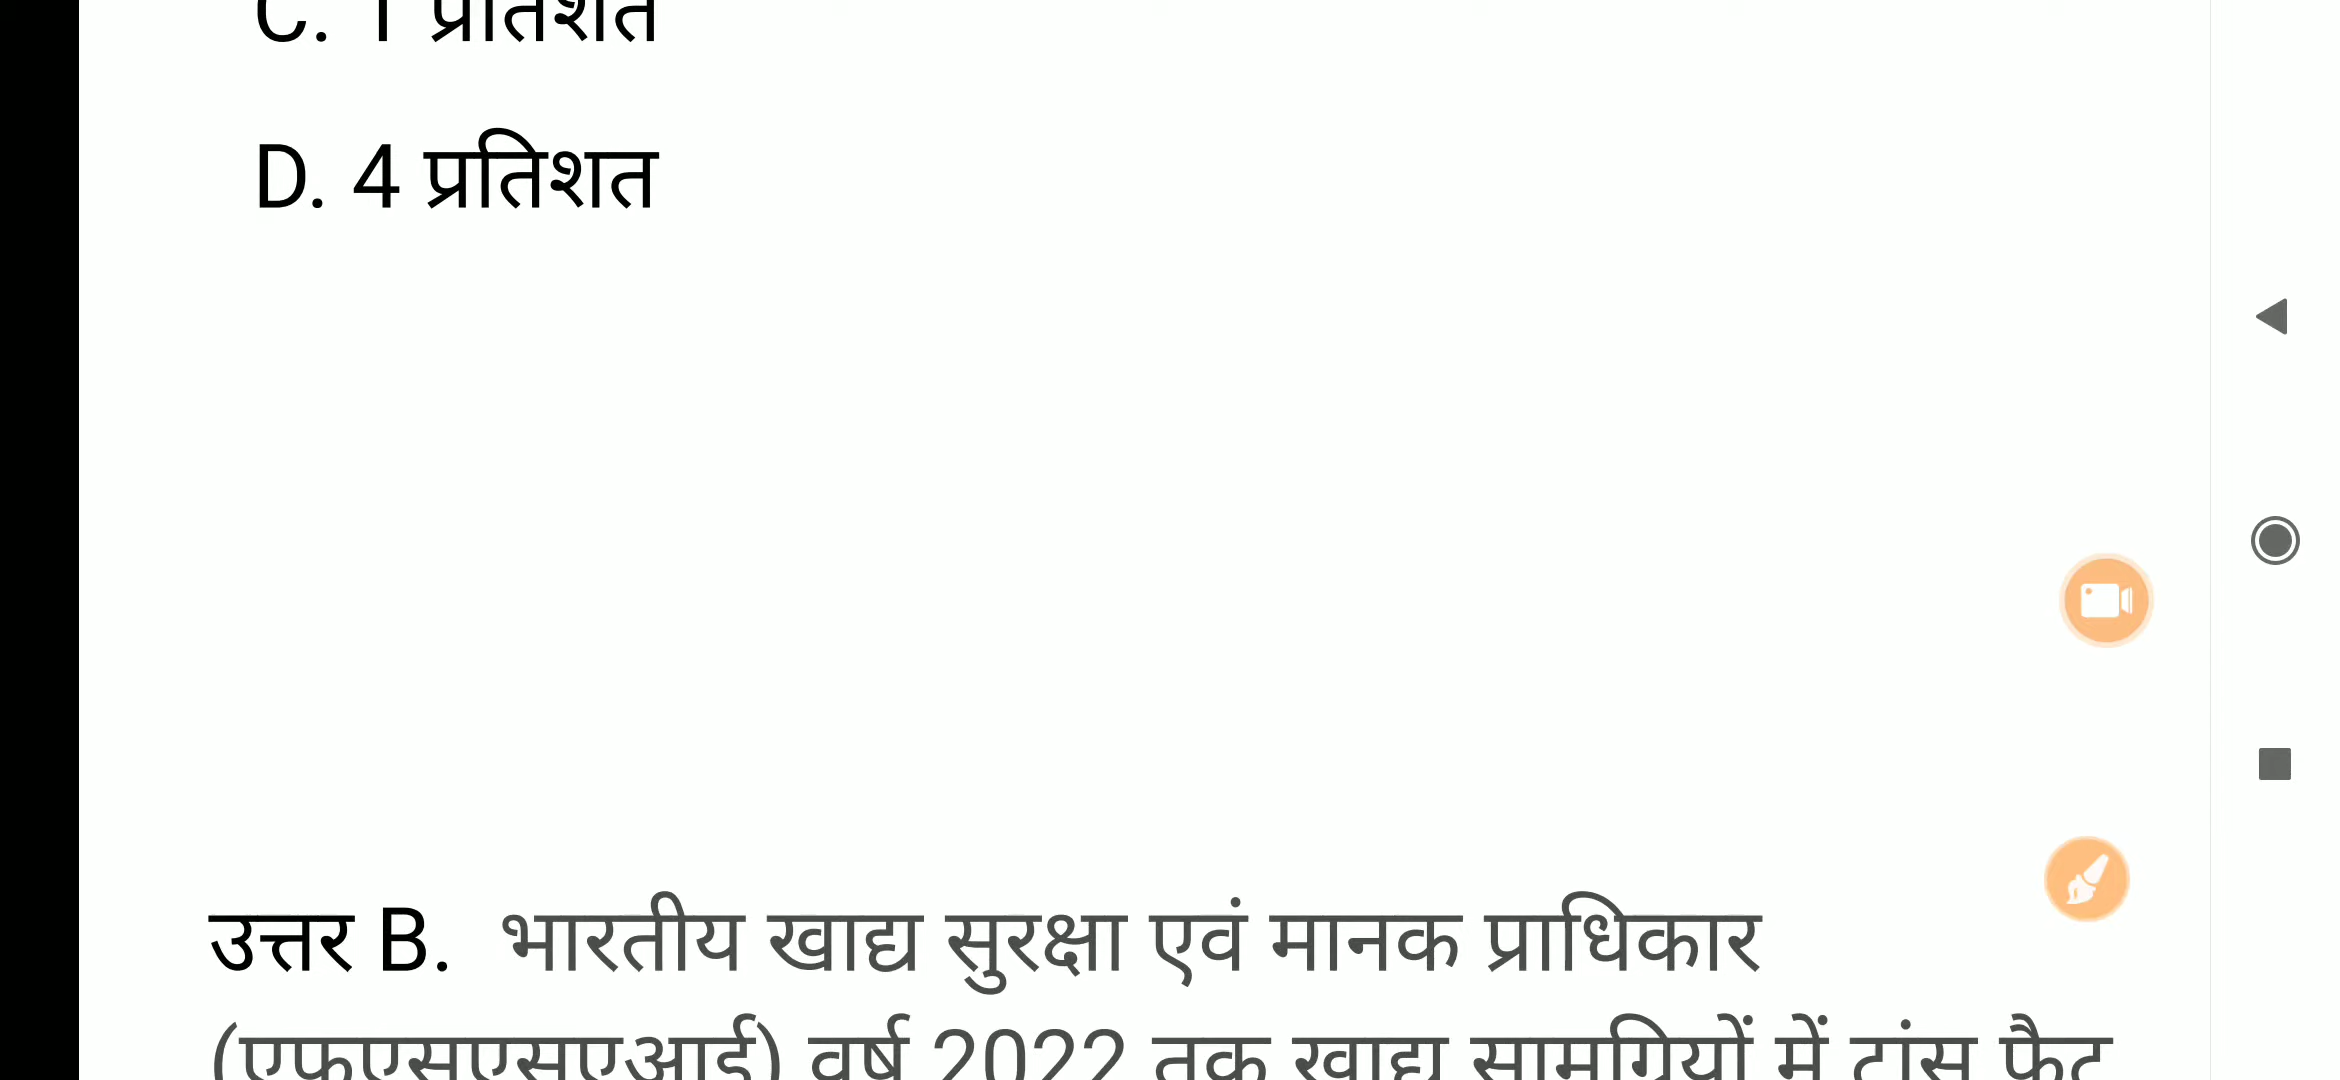 C. 1 प्रतिशत
D. 4 प्रतिशत
उत्तर B. भारतीय खाद्य सुरक्षा एवं मानक प्राधिकार
(एफएसएसएआई) वर्ष 2022 तक खाद्य सामग्रियों में ट्रांस फैट